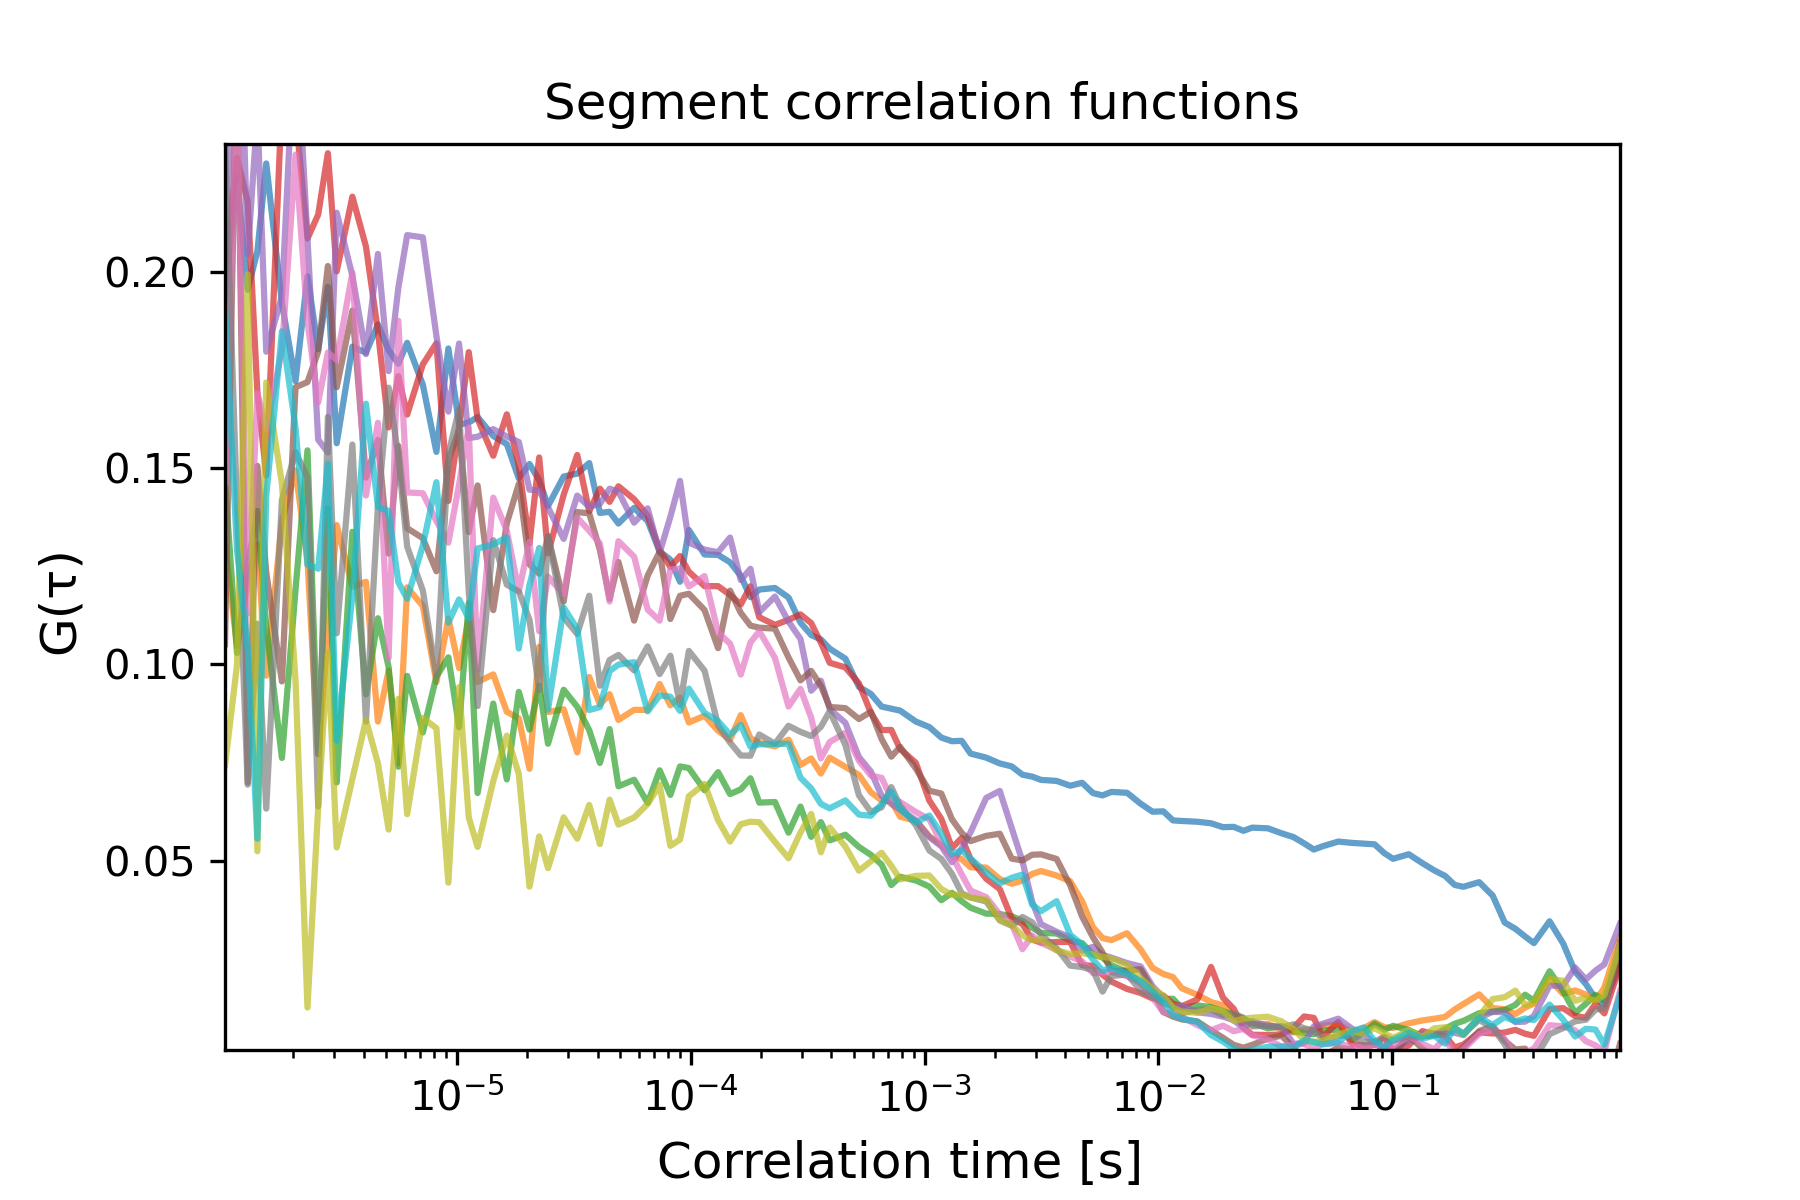 Segment correlation functions
G(τ)
0.20
0.15
0.10
0.05
10⁻⁵ 10⁻⁴ 10⁻³ 10⁻² 10⁻¹
Correlation time [s]